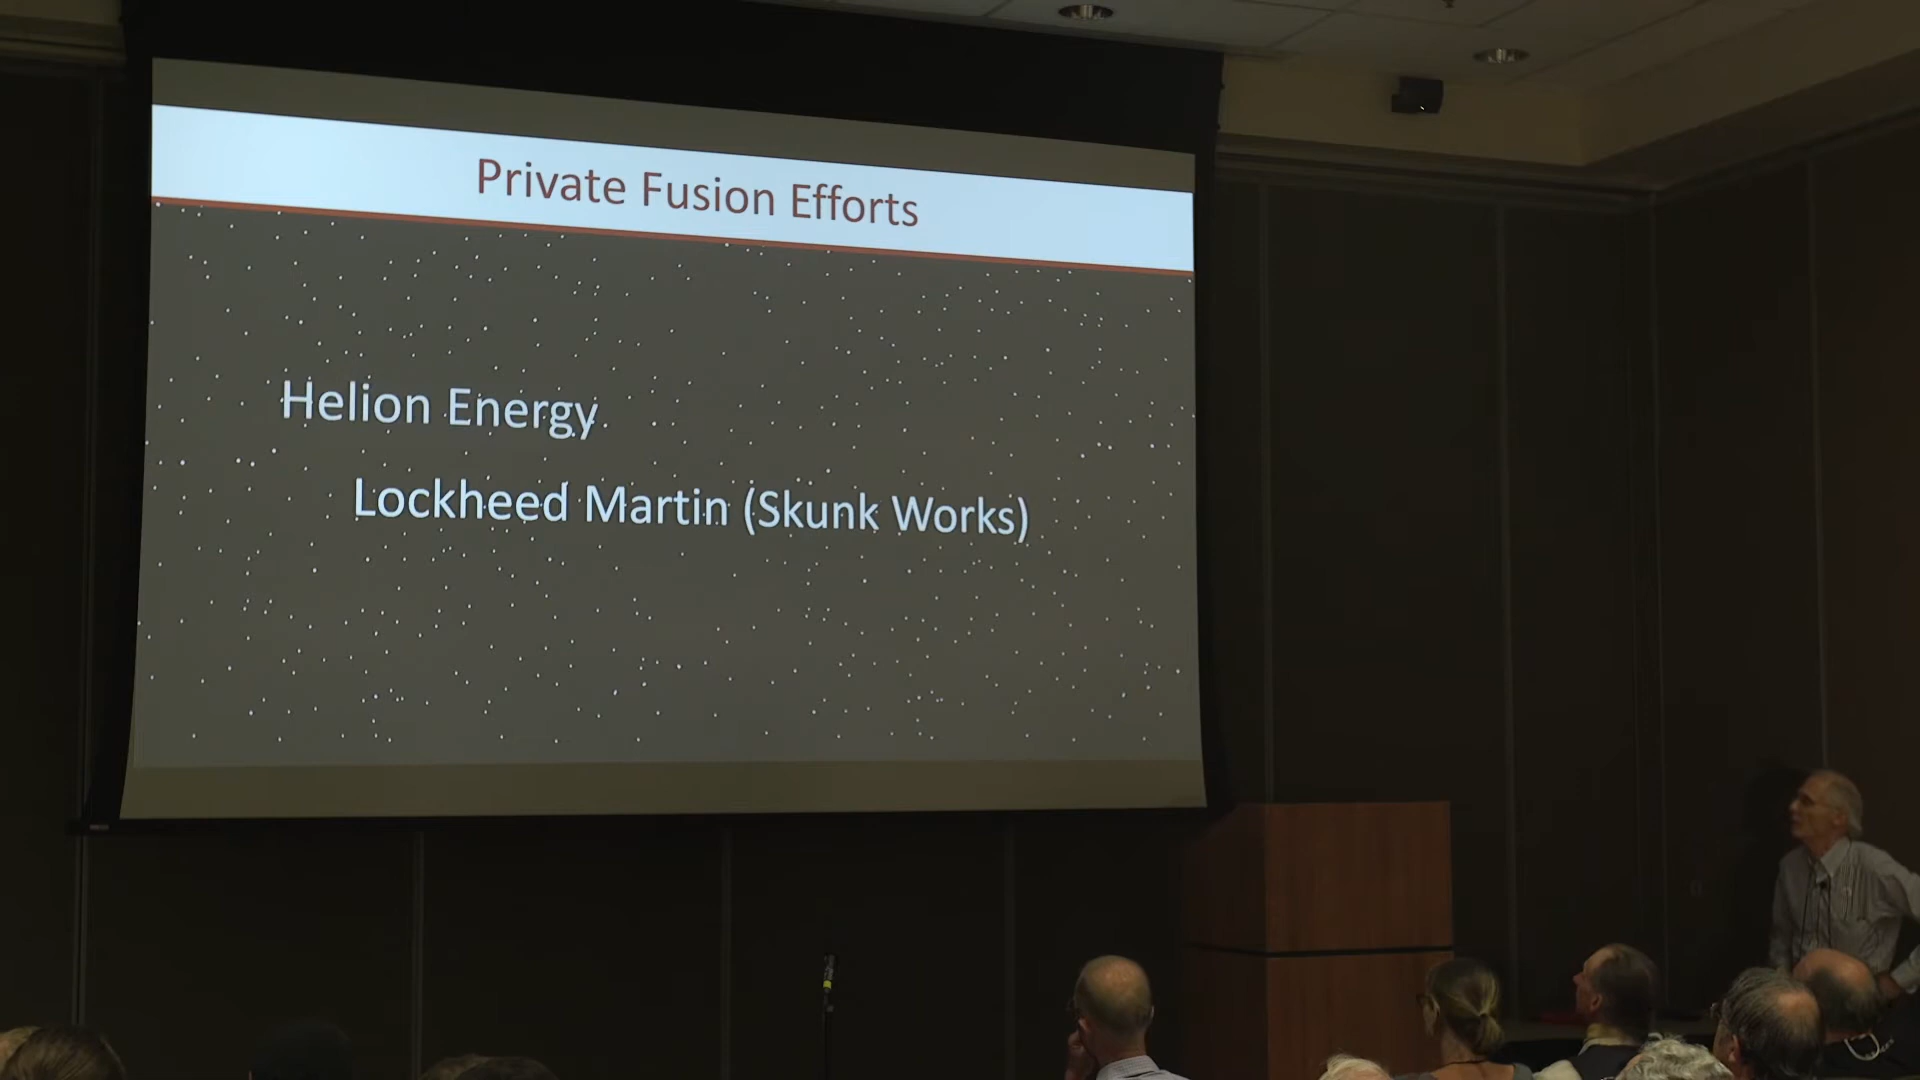 Private Fusion Efforts
Helion Energy
Lockheed Martin (Skunk Works)